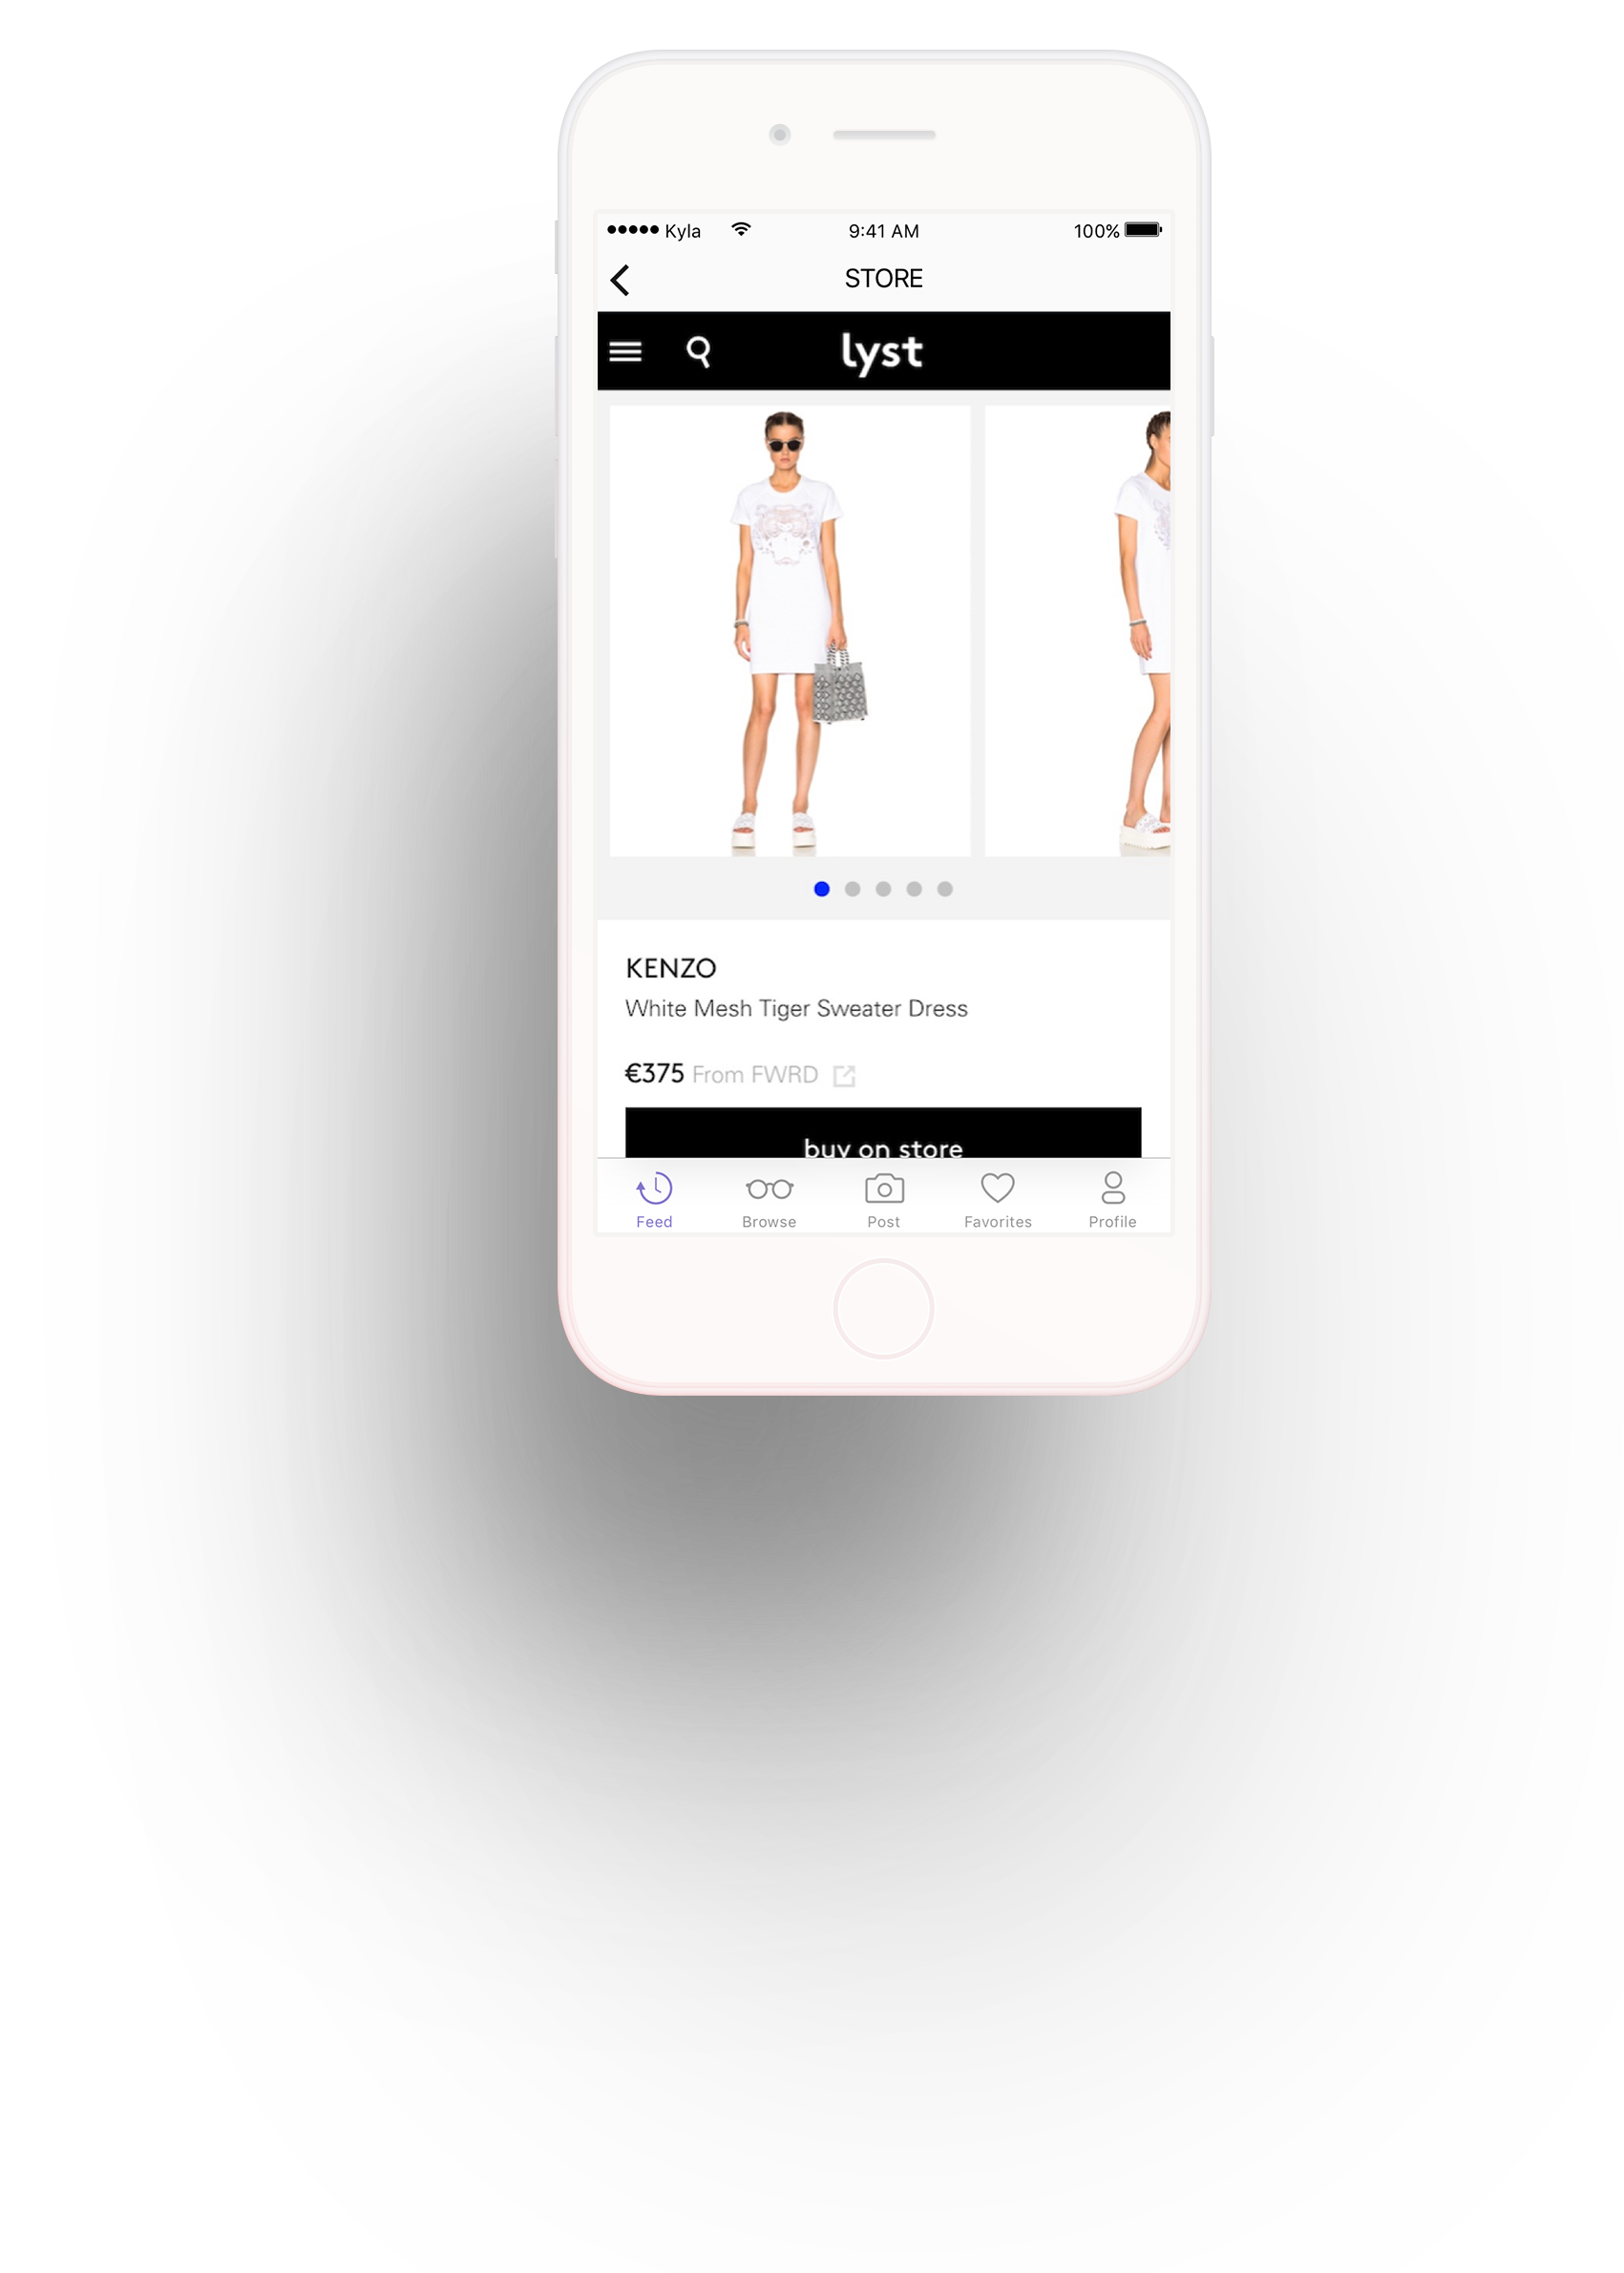 Kyla 9:41 AM 100%
STORE
lyst
KENZO
White Mesh Tiger Sweater Dress
€375 From FWRD
buy on store
Feed Browse Post Favorites Profile